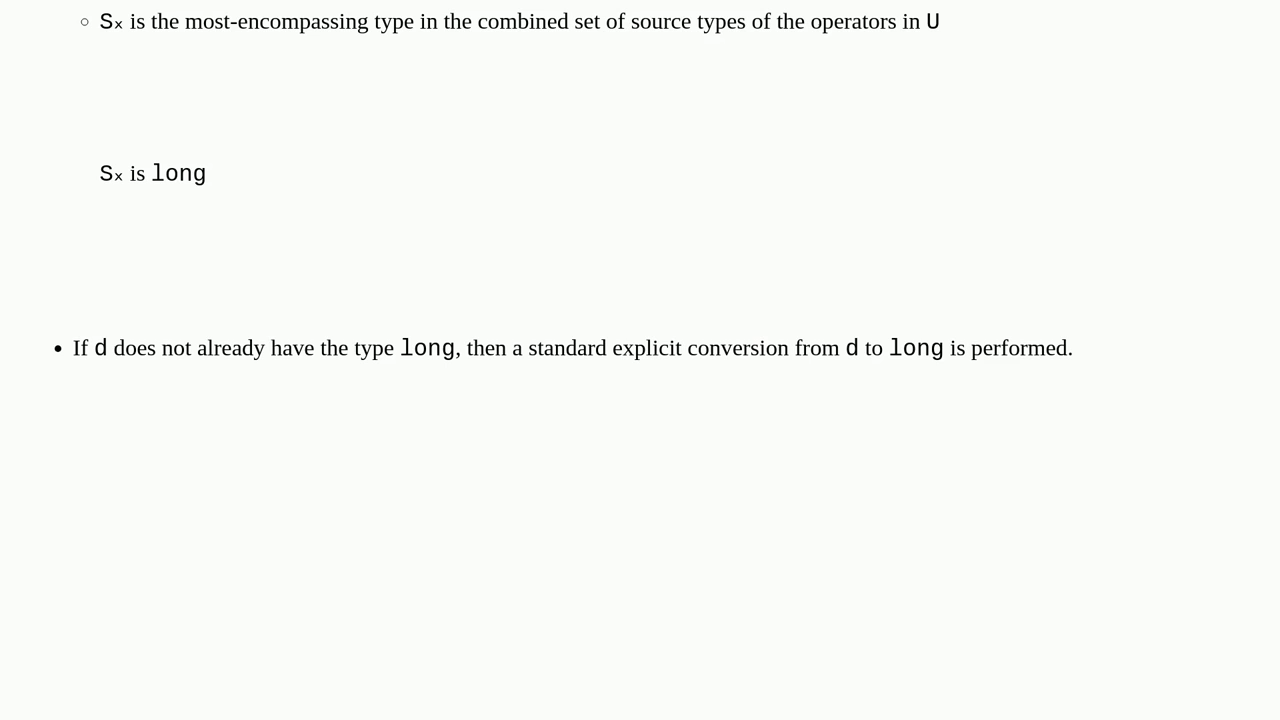 ◦ Sₓ is the most-encompassing type in the combined set of source types of the operators in U
Sₓ is long
• If d does not already have the type long, then a standard explicit conversion from d to long is performed.